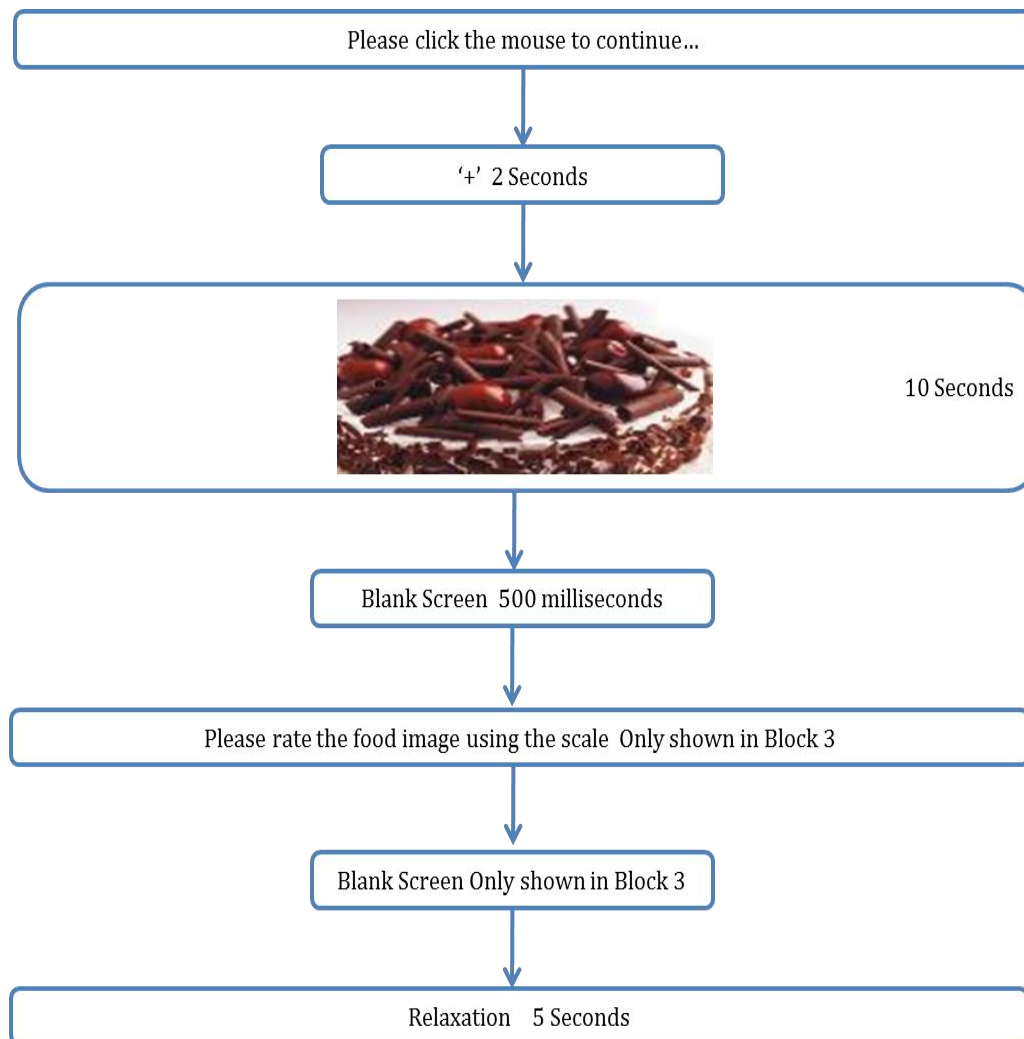 Please click the mouse to continue...
‘+’ 2 Seconds
10 Seconds
Blank Screen 500 milliseconds
Please rate the food image using the scale Only shown in Block 3
Blank Screen Only shown in Block 3
Relaxation 5 Seconds